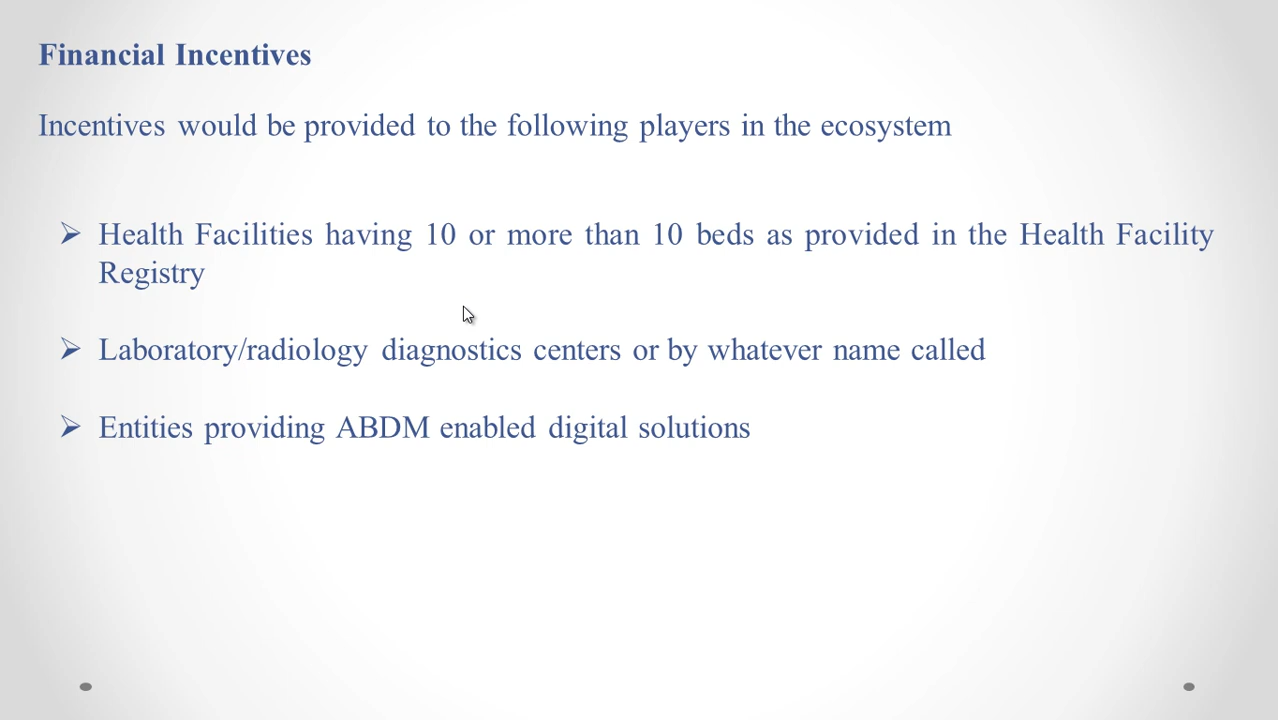 Financial Incentives
Incentives would be provided to the following players in the ecosystem
➢ Health Facilities having 10 or more than 10 beds as provided in the Health Facility
Registry
➢ Laboratory/radiology diagnostics centers or by whatever name called
➢ Entities providing ABDM enabled digital solutions